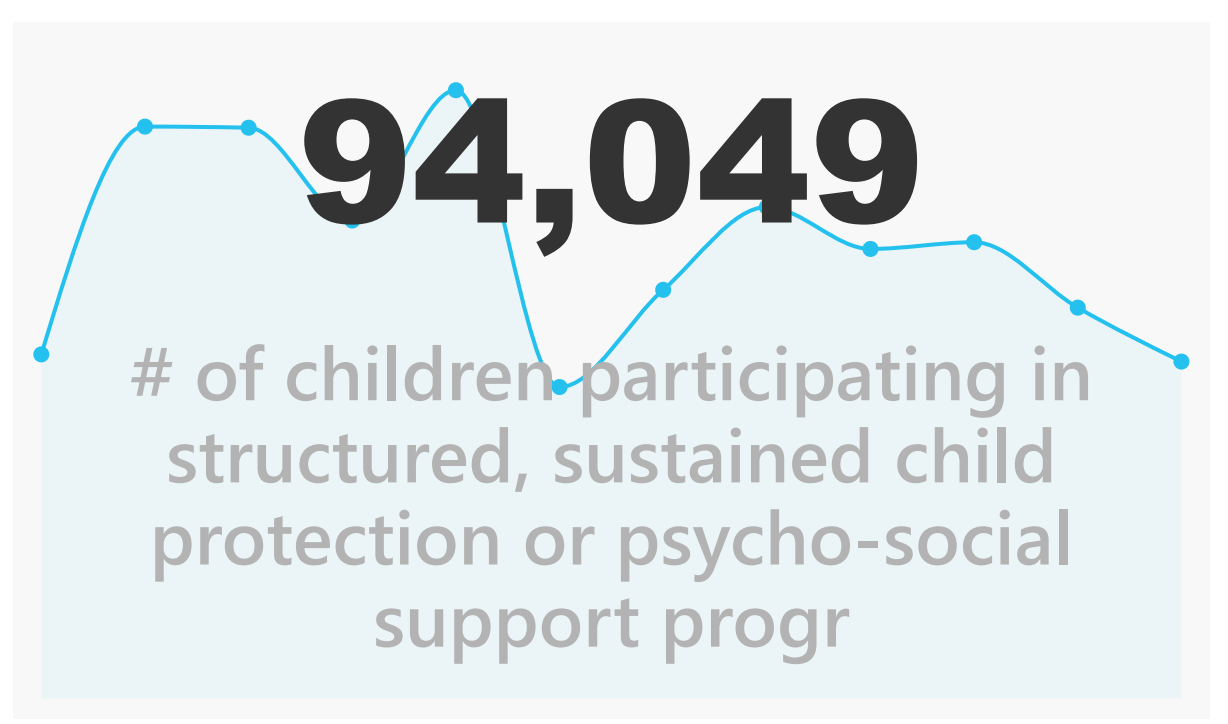 94,049
# of children participating in
structured, sustained child
protection or psycho-social
support progr